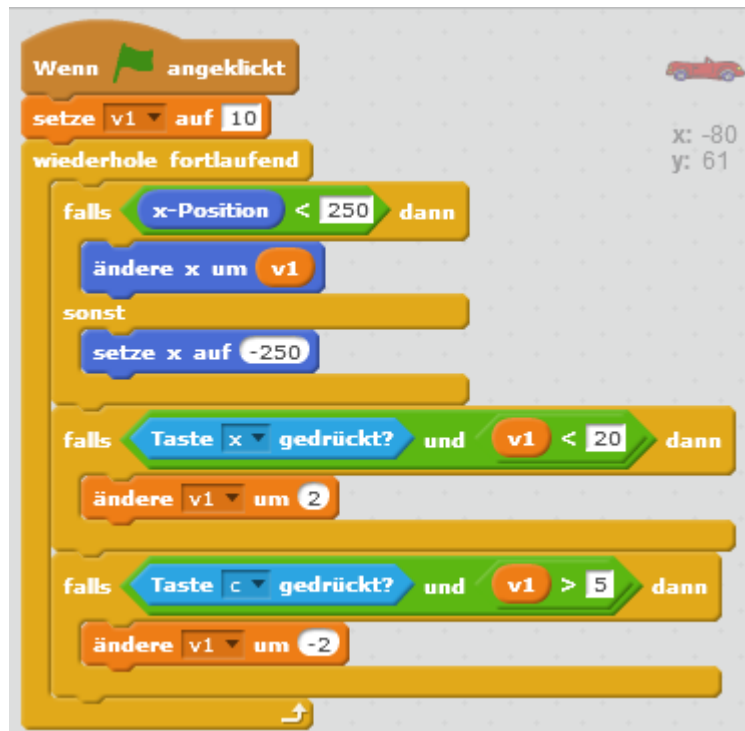 Wenn angeklickt
setze v1 auf 10
x: -80
wiederhole fortlaufend
y: 61
falls x-Position < 250 dann
ändere x um v1
sonst
setze x auf -250
falls Taste x gedrückt? und v1 < 20 dann
ändere v1 um 2
falls Taste c gedrückt? und v1 > 5 dann
ändere v1 um -2